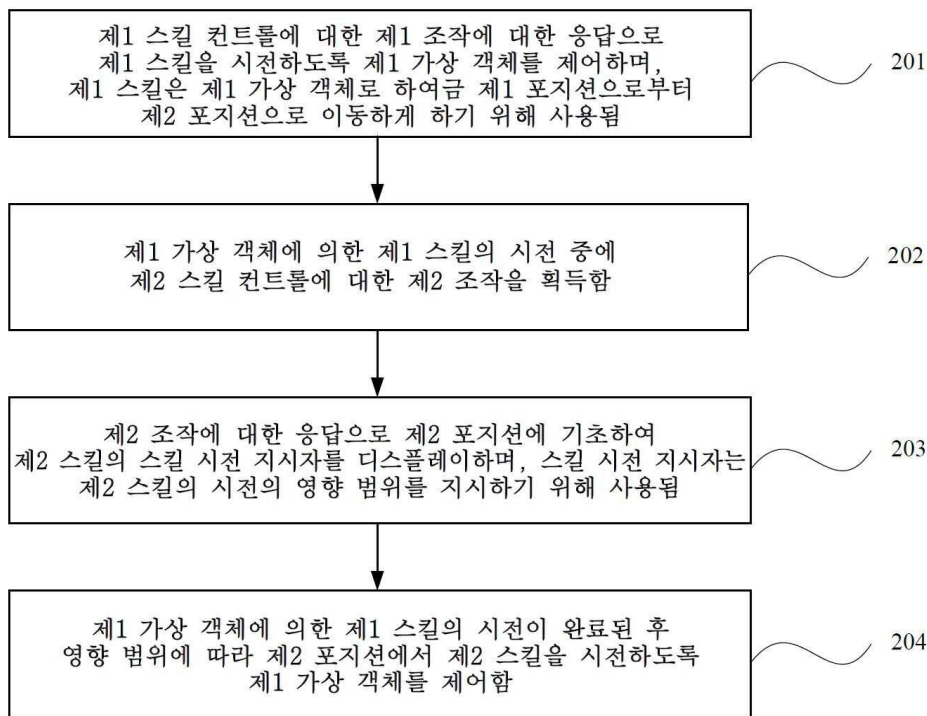 제1 스킬 컨트롤에 대한 제1 조작에 대한 응답으로
제1 스킬을 시전하도록 제1 가상 객체를 제어하며,
제1 스킬은 제1 가상 객체로 하여금 제1 포지션으로부터
제2 포지션으로 이동하게 하기 위해 사용됨
201
제1 가상 객체에 의한 제1 스킬의 시전 중에
제2 스킬 컨트롤에 대한 제2 조작을 획득함
202
제2 조작에 대한 응답으로 제2 포지션에 기초하여
제2 스킬의 스킬 시전 지시자를 디스플레이하며, 스킬 시전 지시자는
제2 스킬의 시전의 영향 범위를 지시하기 위해 사용됨
203
제1 가상 객체에 의한 제1 스킬의 시전이 완료된 후
영향 범위에 따라 제2 포지션에서 제2 스킬을 시전하도록
제1 가상 객체를 제어함
204